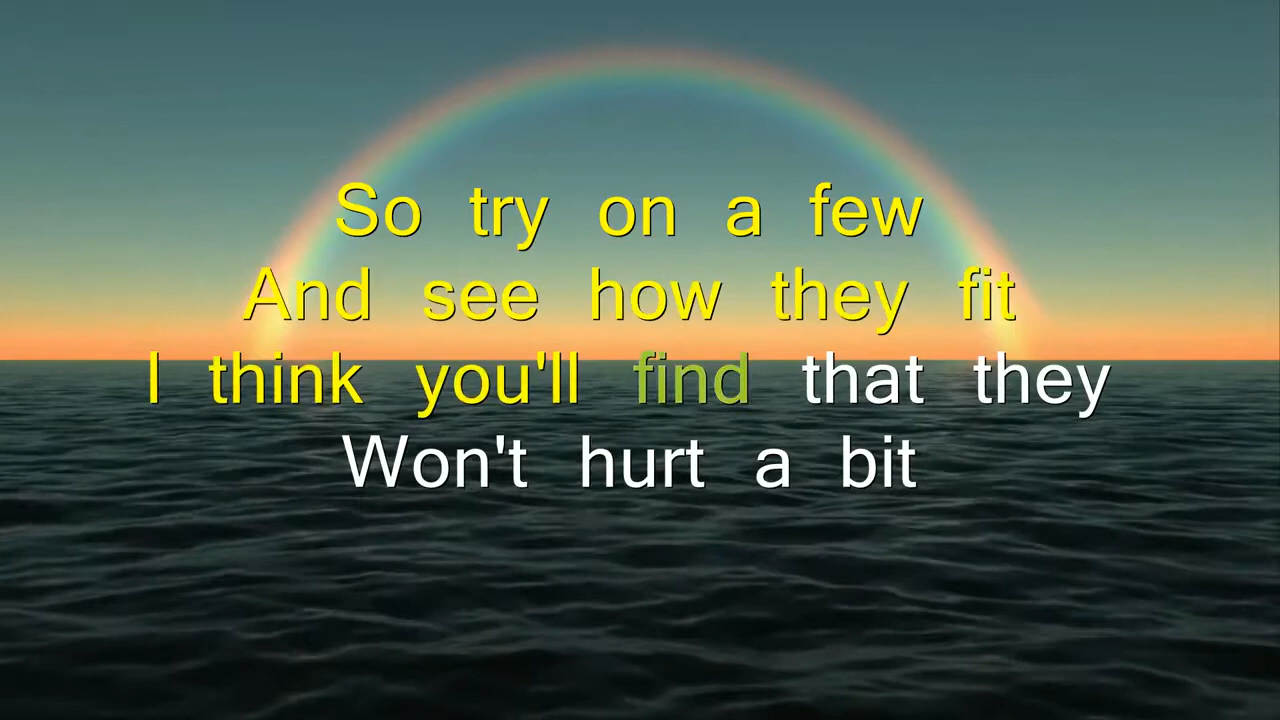 So try on a few
And see how they fit
I think you'll find that they
Won't hurt a bit